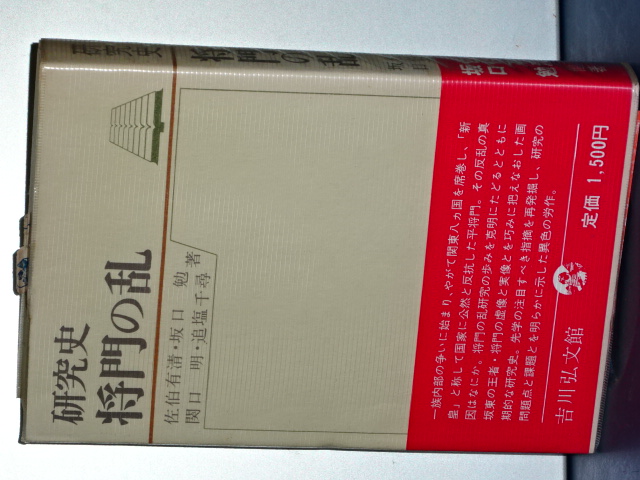 研究史
将門の乱
佐伯有清・坂口 勉著
関口 明・追塩千尋
一族内部の争いに始まり、やがて関東八ヵ国を席巻し、「新
皇」と称して国家に公然と反抗した平将門。その反乱の真
因はなにか。将門の乱研究の歩みを克明にたどるとともに
坂東の王者・将門の虚像と実像とを巧みに把えなおした画
期的な研究史。先学の注目すべき指摘を再発掘し、研究の
問題点と課題とを明らかに示した異色の労作。
定価 1,500円
吉川弘文館
研究史
将門の乱